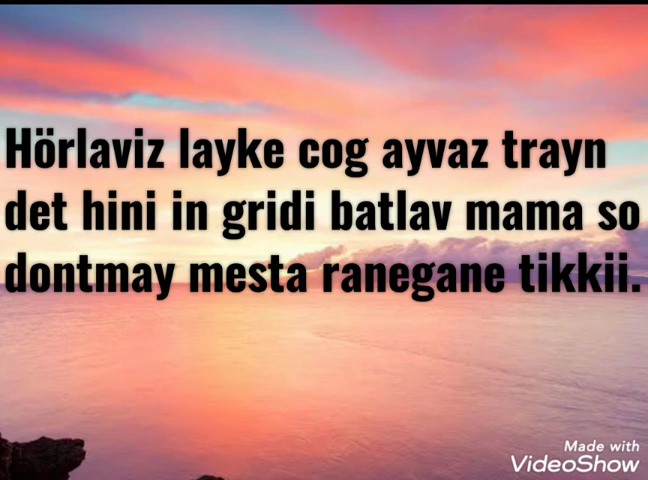 Hörlaviz layke cog ayvaz trayn
det hini in gridi batlav mama so
dontmay mesta ranegane tikkii.
Made with
VideoShow